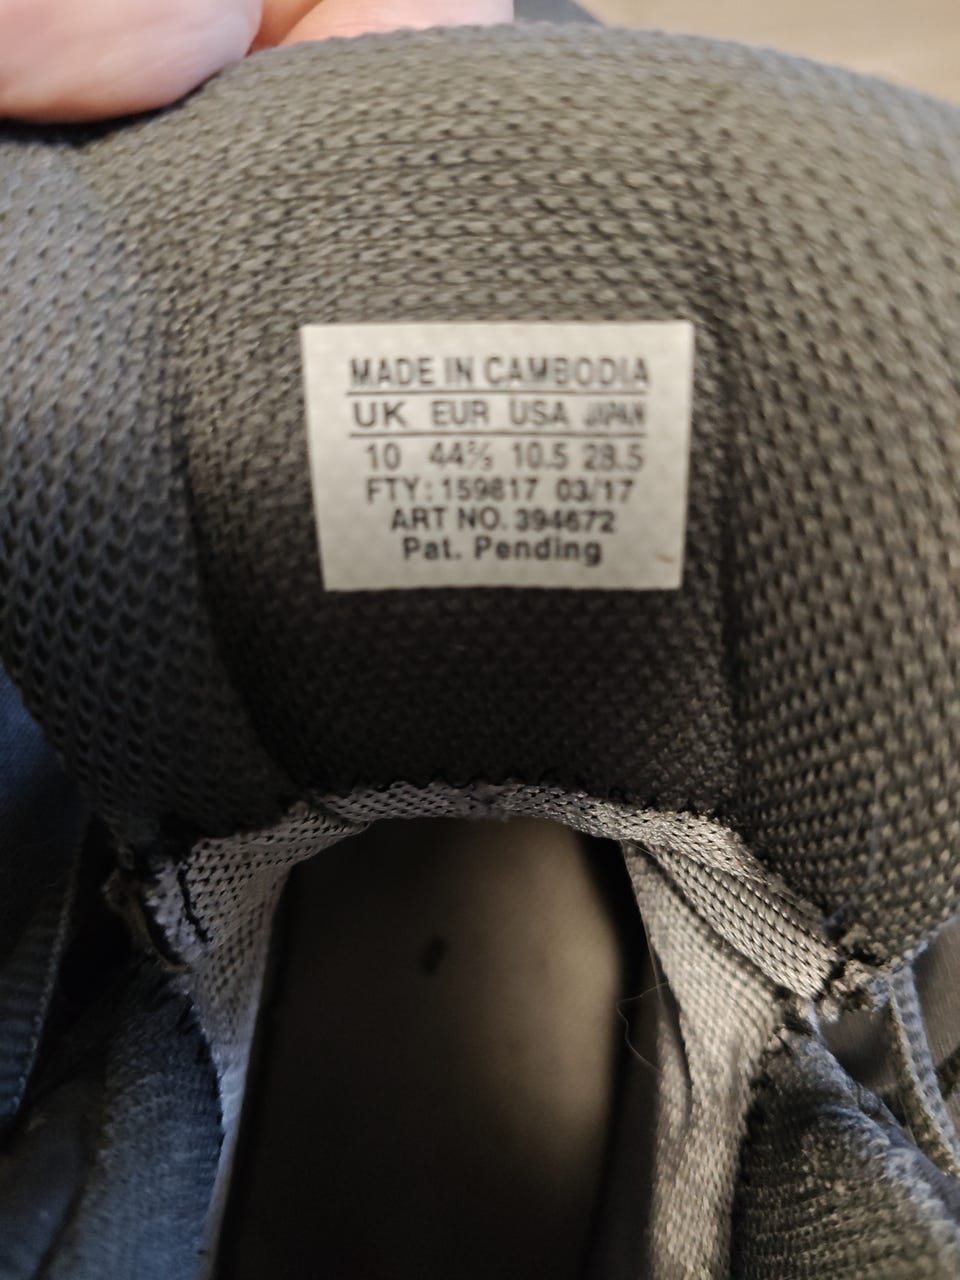 MADE IN CAMBODIA
UK EUR USA JAPAN
10 44⅔ 10.5 28.5
FTY: 159817 03/17
ART NO. 394672
Pat. Pending